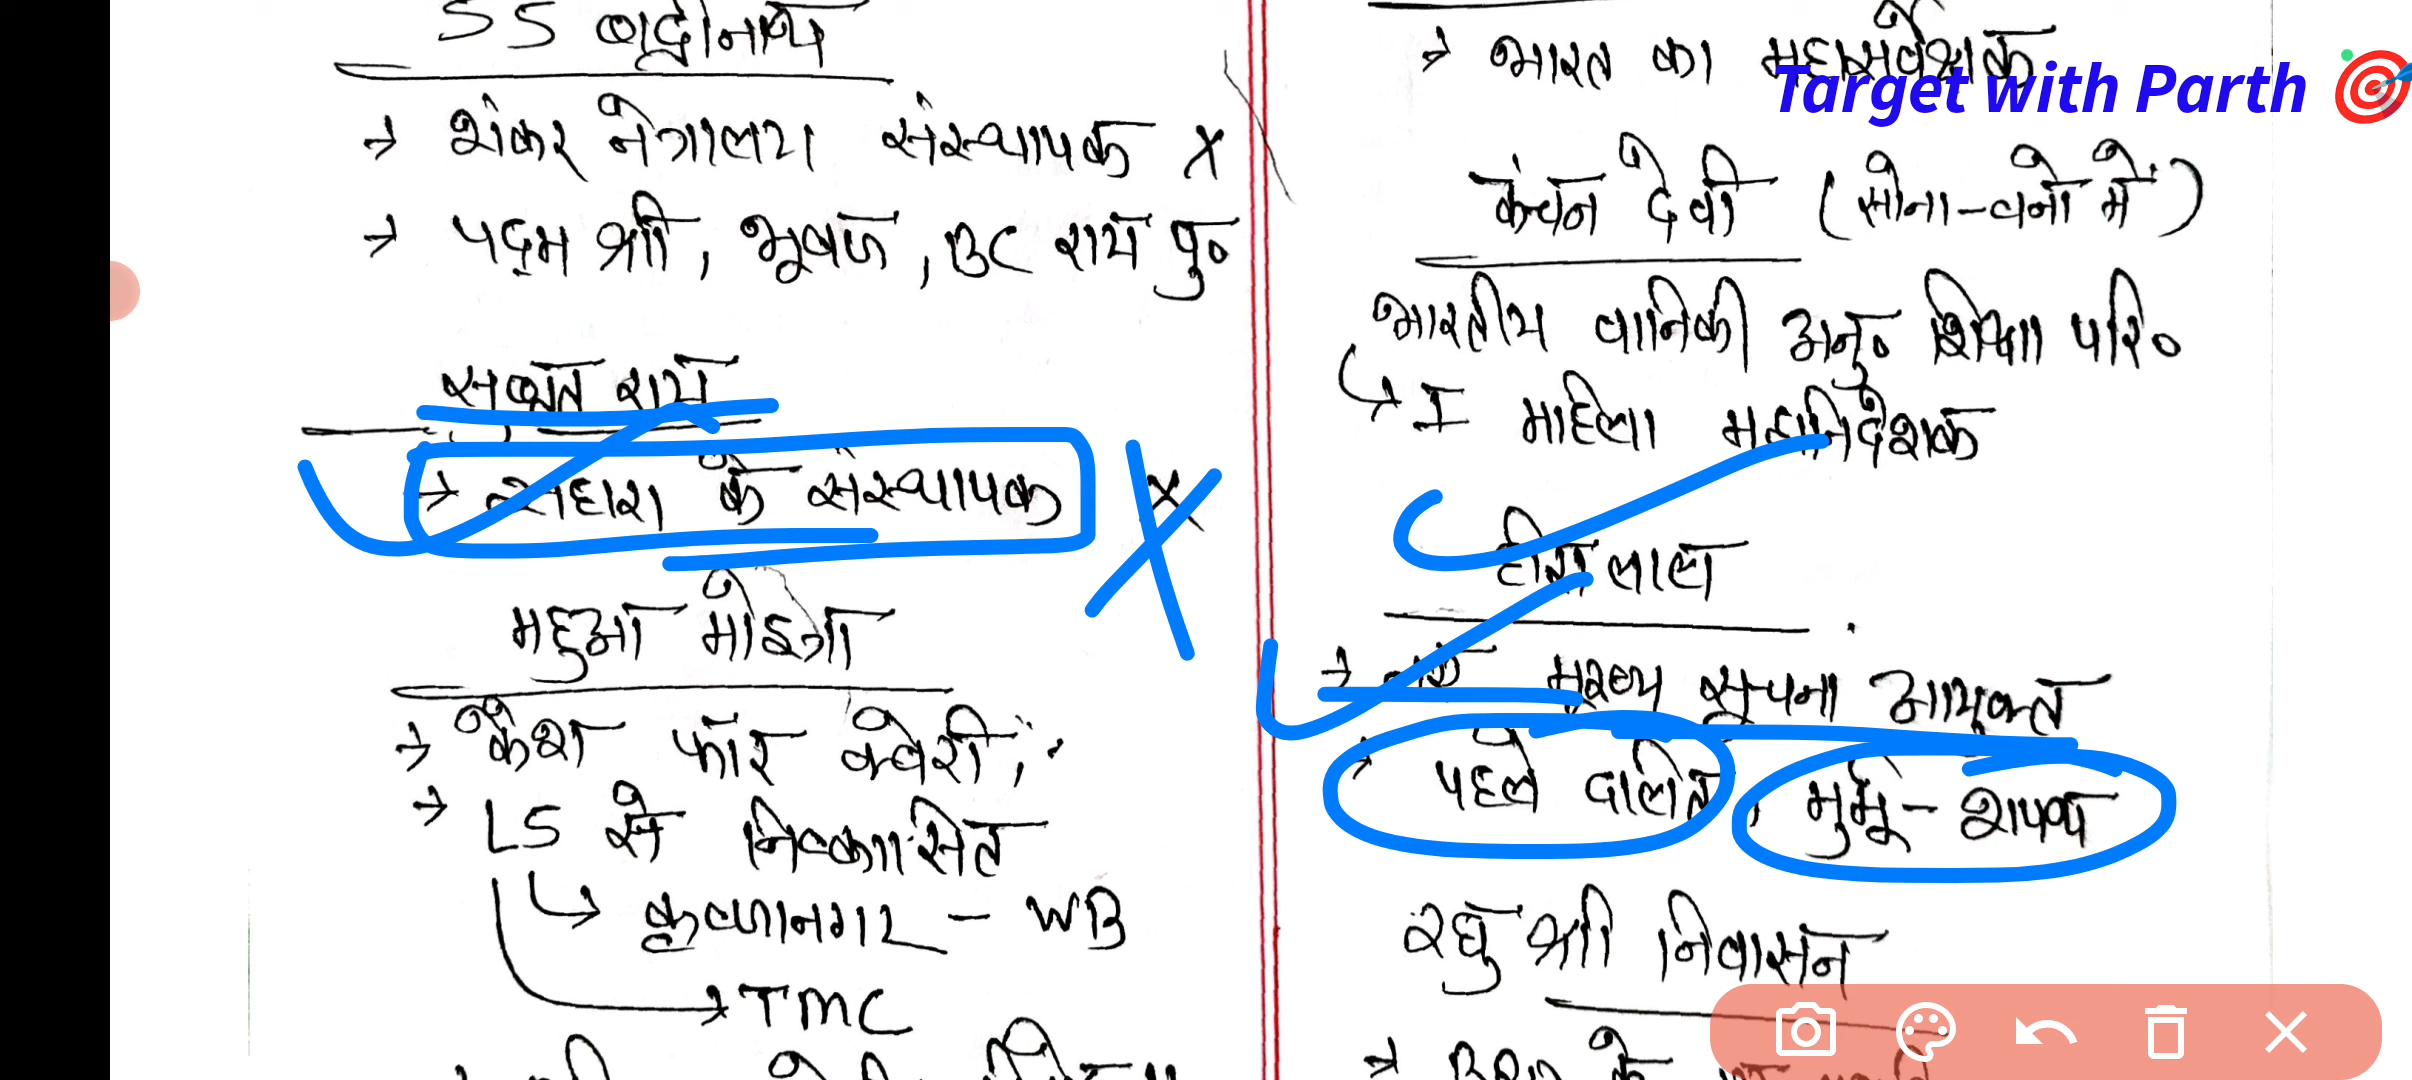 SS बद्रीनाथ
→ शंकर नेत्रालय संस्थापक X
→ पद्म श्री, भूषण, BC राय पु०
सुब्रत राय
→ सहारा के संस्थापक X
महुआ मोइत्रा
→ कैश फॉर क्वेरी,
→ LS से निष्कासित
↳ कृष्णानगर - WB
→ TMC
→ भारत का महासर्वेक्षक
Target with Parth
कंचन देवी (सोना-वनो में)
भारतीय वानिकी अनु० शिक्षा परि०
↳ I महिला महानिदेशक
हीरालाल
→ मुख्य सूचना आयुक्त
→ पहले दलित, मुर्मू - शपथ
रघु श्री निवासन
→ BRO के